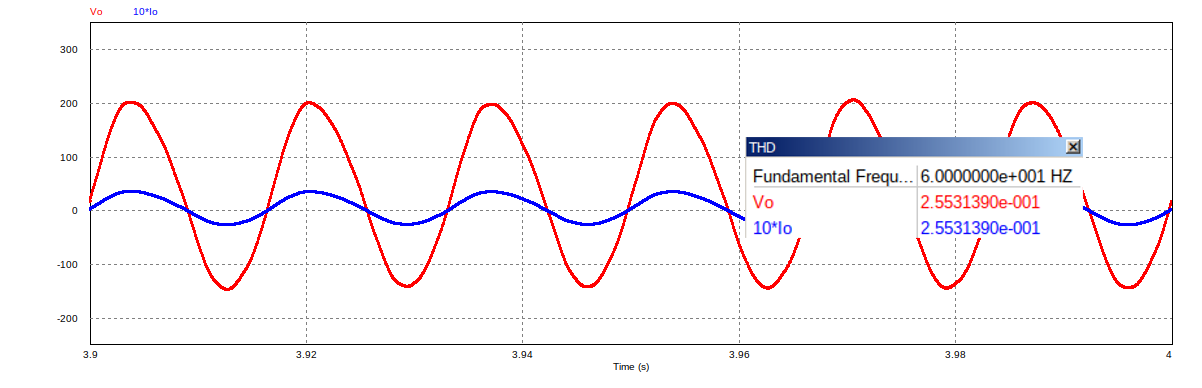 Vo 10*Io
300
200
100
0
-100
-200
3.9 3.92 3.94 3.96 3.98 4
Time (s)
THD
Fundamental Frequ... 6.0000000e+001 HZ
Vo 2.5531390e-001
10*Io 2.5531390e-001